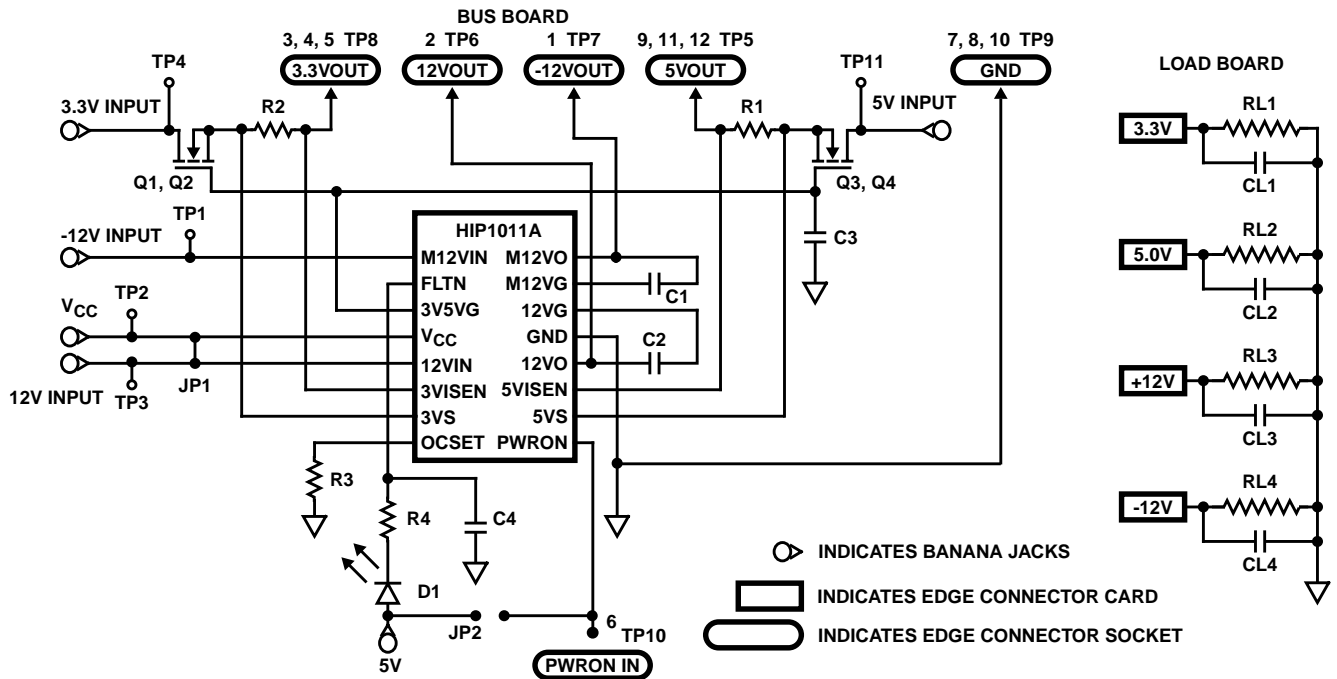 BUS BOARD
3, 4, 5 TP8
2 TP6
1 TP7
9, 11, 12 TP5
7, 8, 10 TP9
3.3VOUT
12VOUT
-12VOUT
5VOUT
GND
TP4
TP11
3.3V INPUT
R2
R1
5V INPUT
Q1, Q2
Q3, Q4
TP1
-12V INPUT
HIP1011A
C3
M12VIN
M12VO
FLTN
M12VG
C1
3V5VG
12VG
VCC
TP2
VCC
GND
C2
12VIN
12VO
JP1
12V INPUT
TP3
3VISEN
5VISEN
3VS
5VS
OCSET
PWRON
R3
R4
C4
D1
JP2
6
TP10
5V
PWRON IN
LOAD BOARD
3.3V
RL1
CL1
5.0V
RL2
CL2
+12V
RL3
CL3
-12V
RL4
CL4
INDICATES BANANA JACKS
INDICATES EDGE CONNECTOR CARD
INDICATES EDGE CONNECTOR SOCKET